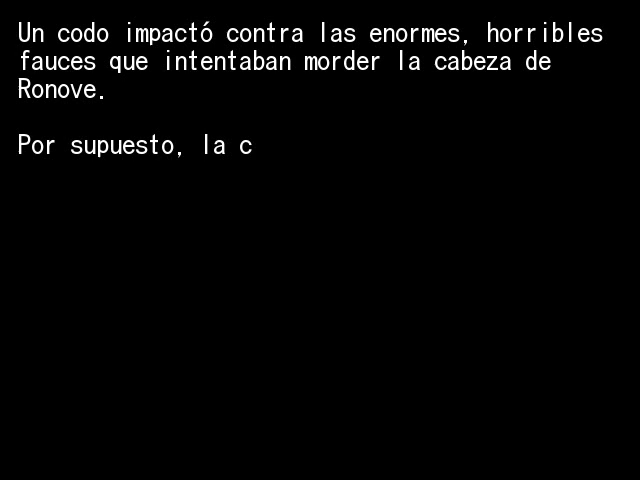 Un codo impactó contra las enormes, horribles
fauces que intentaban morder la cabeza de
Ronove.
Por supuesto, la c